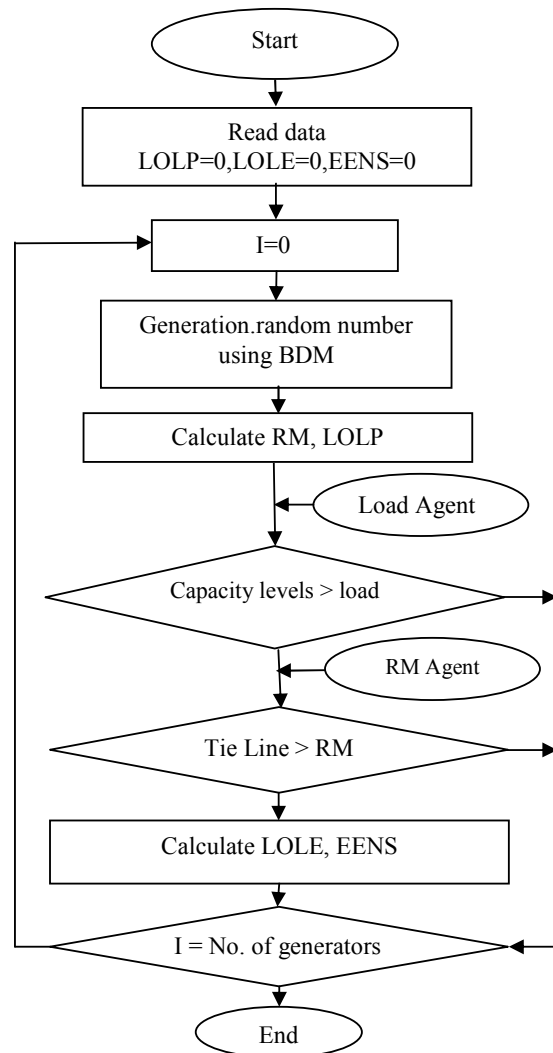 Start
Read data
LOLP=0,LOLE=0,EENS=0
I=0
Generation.random number
using BDM
Calculate RM, LOLP
Load Agent
Capacity levels > load
RM Agent
Tie Line > RM
Calculate LOLE, EENS
I = No. of generators
End